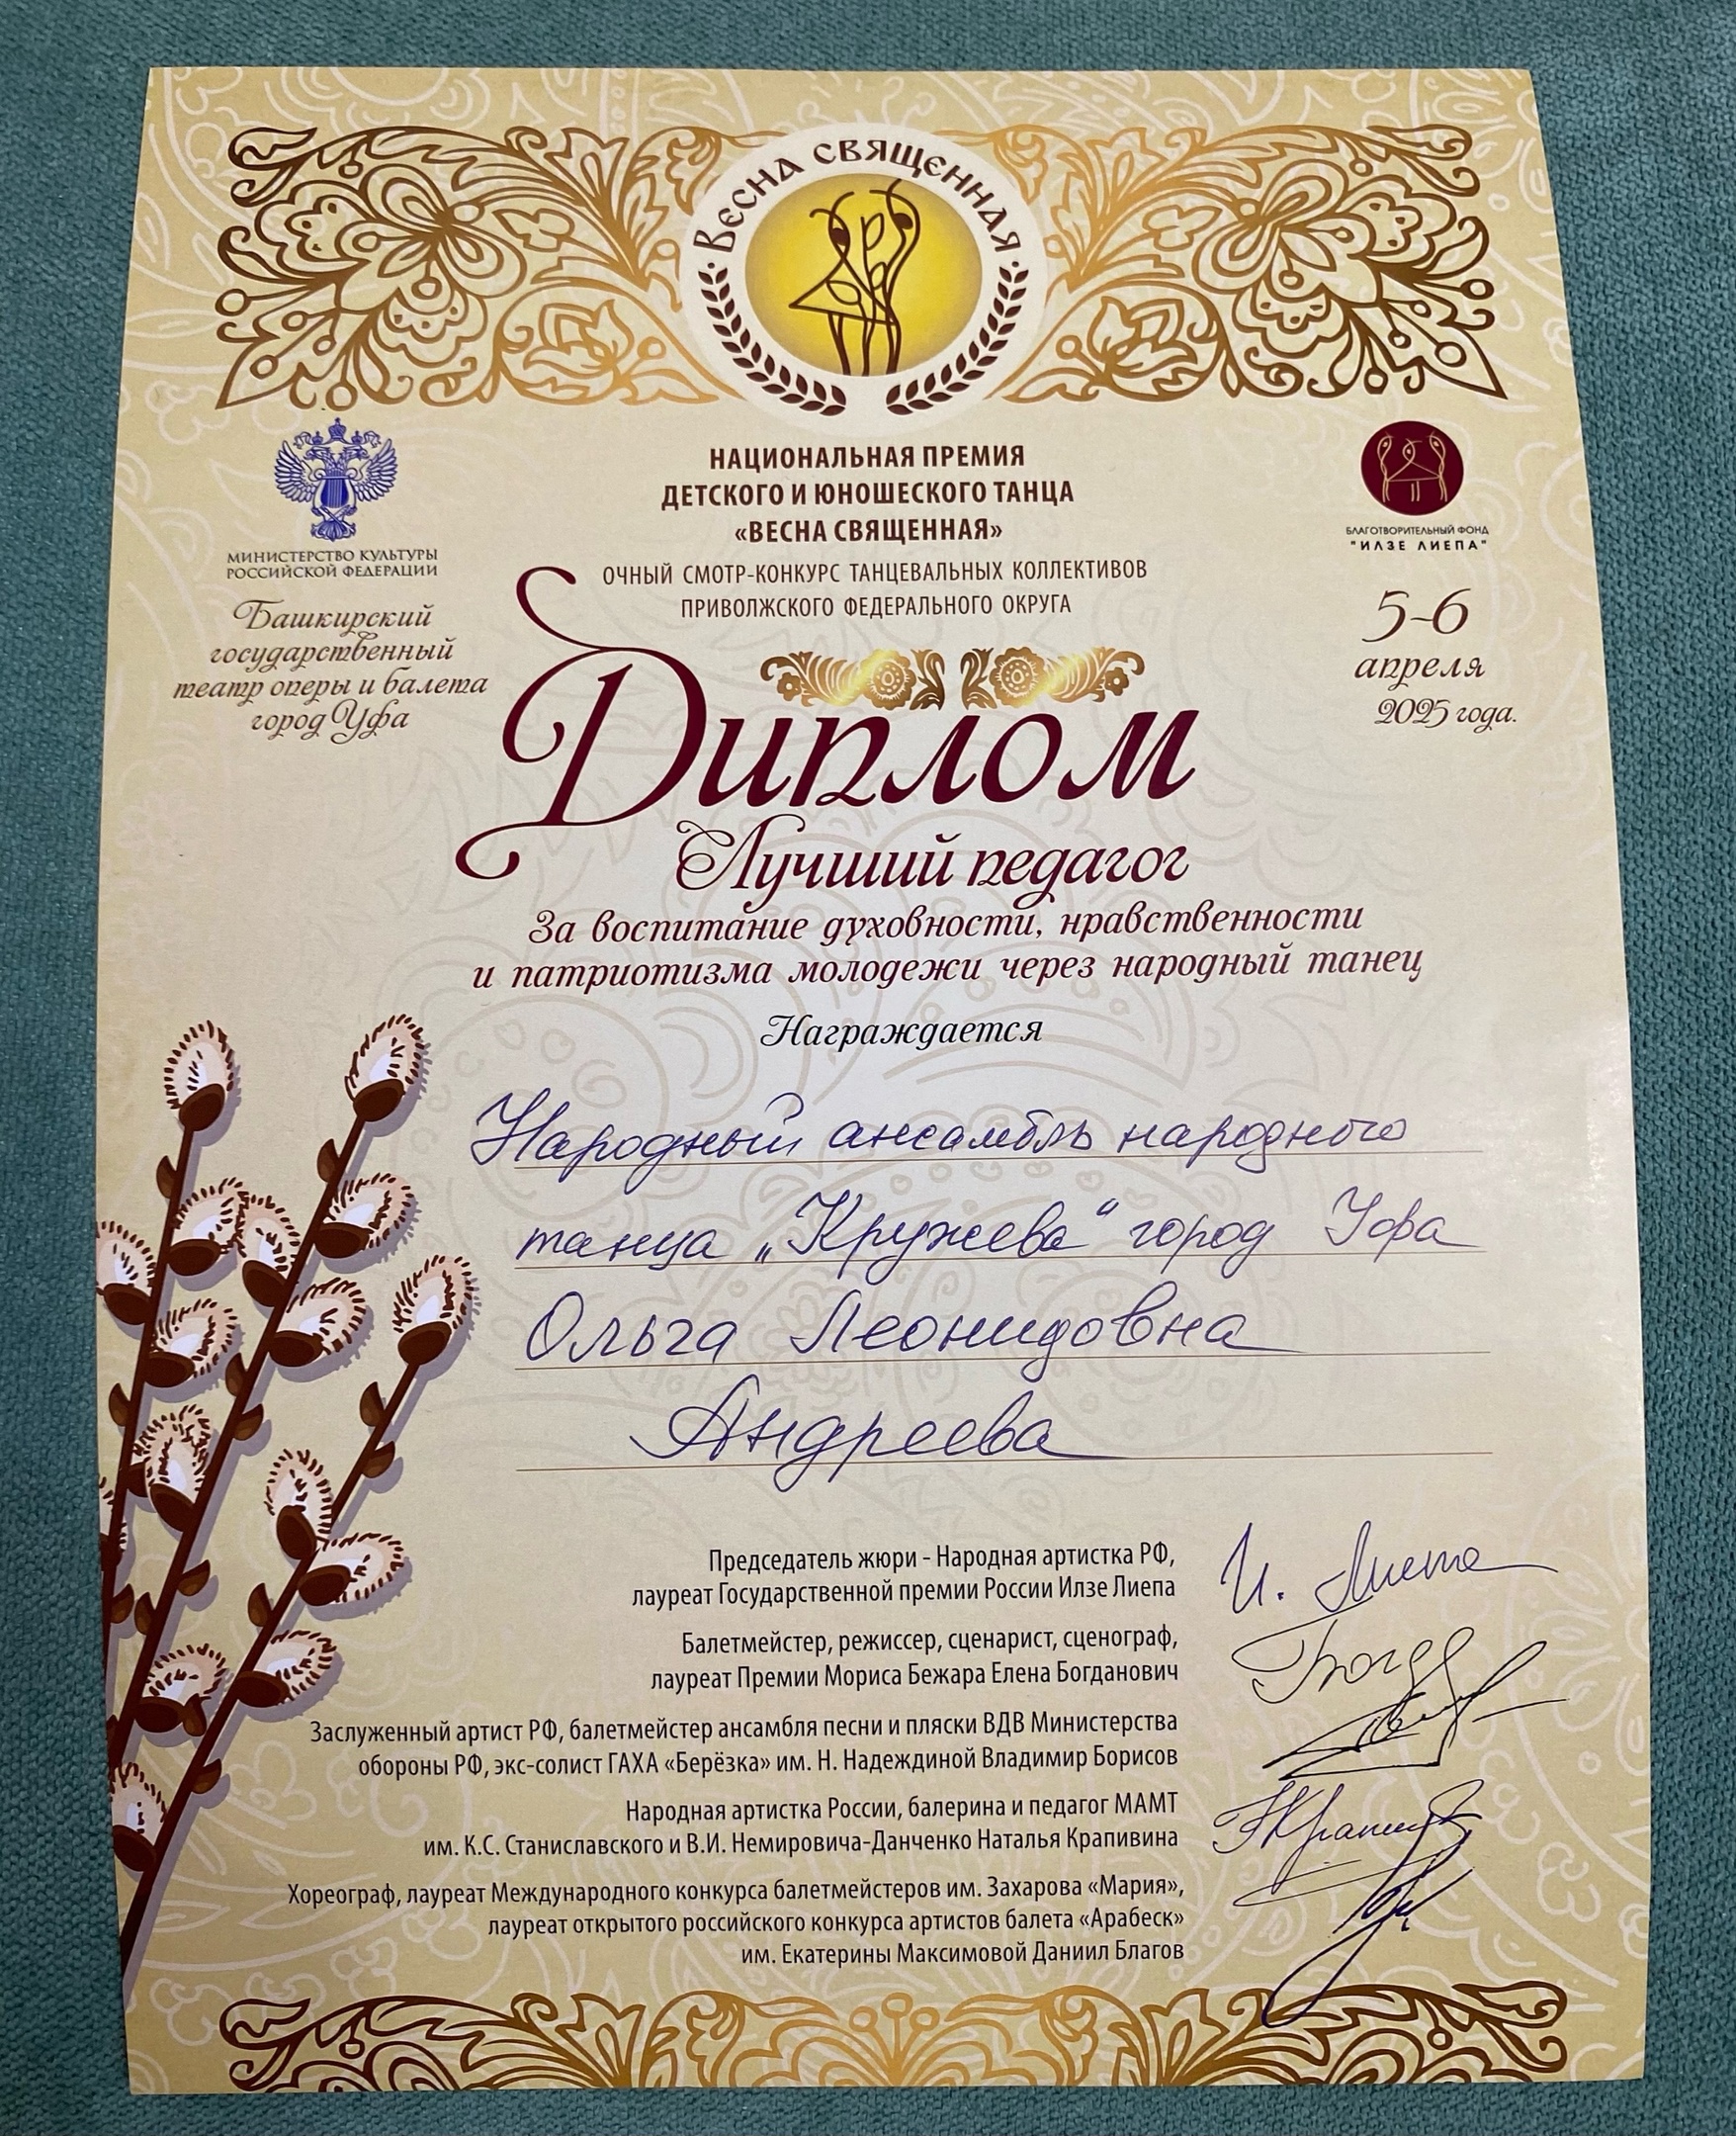 ВЕСНА СВЯЩЕННАЯ
НАЦИОНАЛЬНАЯ ПРЕМИЯ
ДЕТСКОГО И ЮНОШЕСКОГО ТАНЦА
«ВЕСНА СВЯЩЕННАЯ»
ОЧНЫЙ СМОТР-КОНКУРС ТАНЦЕВАЛЬНЫХ КОЛЛЕКТИВОВ
ПРИВОЛЖСКОГО ФЕДЕРАЛЬНОГО ОКРУГА
МИНИСТЕРСТВО КУЛЬТУРЫ
РОССИЙСКОЙ ФЕДЕРАЦИИ
Башкирский
государственный
театр оперы и балета
город Уфа
БЛАГОТВОРИТЕЛЬНЫЙ ФОНД
"ИЛЗЕ ЛИЕПА"
5-6
апреля
2025 года.
Диплом
Лучший педагог
За воспитание духовности, нравственности
и патриотизма молодежи через народный танец
Награждается
Народный ансамбль народного
танца „Кружева" город Уфа
Ольга Леонидовна
Андреева
Председатель жюри - Народная артистка РФ,
лауреат Государственной премии России Илзе Лиепа
И. Лиепа
Балетмейстер, режиссер, сценарист, сценограф,
лауреат Премии Мориса Бежара Елена Богданович
Заслуженный артист РФ, балетмейстер ансамбля песни и пляски ВДВ Министерства
обороны РФ, экс-солист ГАХА «Берёзка» им. Н. Надеждиной Владимир Борисов
Народная артистка России, балерина и педагог МАМТ
им. К.С. Станиславского и В.И. Немировича-Данченко Наталья Крапивина
Хореограф, лауреат Международного конкурса балетмейстеров им. Захарова «Мария»,
лауреат открытого российского конкурса артистов балета «Арабеск»
им. Екатерины Максимовой Даниил Благов